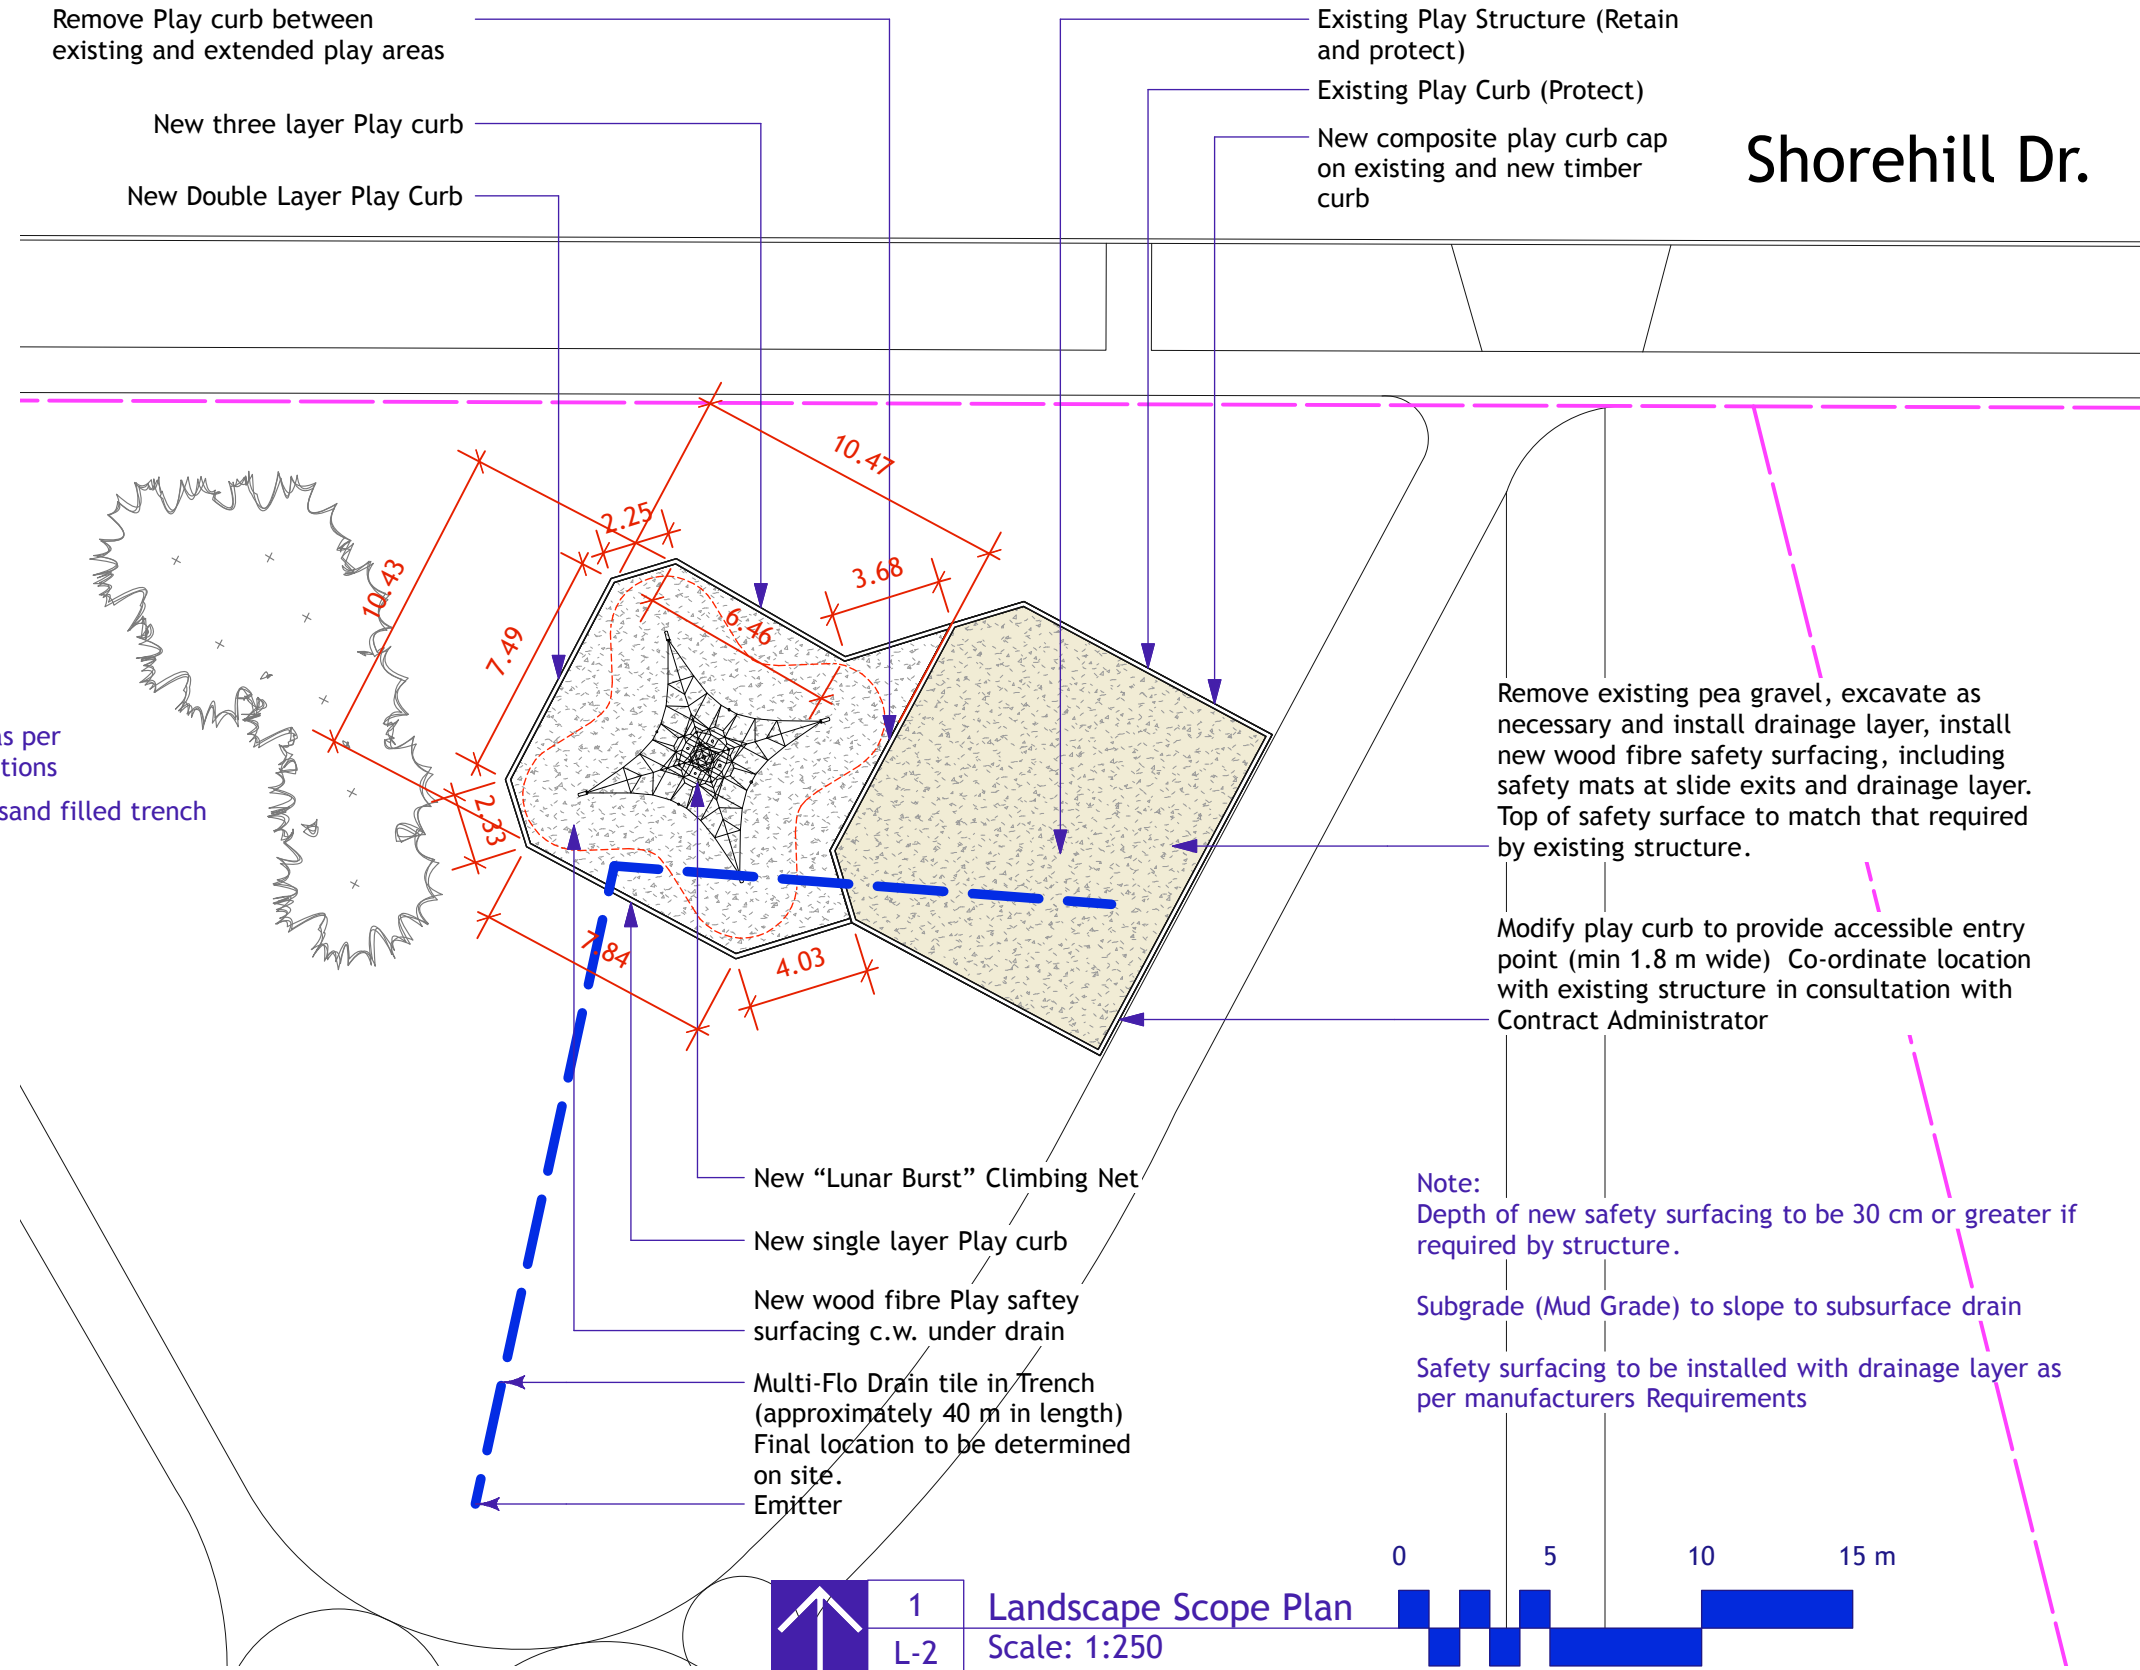 Remove Play curb between
existing and extended play areas
New three layer Play curb
New Double Layer Play Curb
Existing Play Structure (Retain
and protect)
Existing Play Curb (Protect)
New composite play curb cap
on existing and new timber
curb
Shorehill Dr.
10.47
2.25
3.68
10.43
6.46
7.49
2.33
7.84
4.03
as per
tions
sand filled trench
Remove existing pea gravel, excavate as
necessary and install drainage layer, install
new wood fibre safety surfacing, including
safety mats at slide exits and drainage layer.
Top of safety surface to match that required
by existing structure.
Modify play curb to provide accessible entry
point (min 1.8 m wide) Co-ordinate location
with existing structure in consultation with
Contract Administrator
New “Lunar Burst” Climbing Net
New single layer Play curb
New wood fibre Play saftey
surfacing c.w. under drain
Multi-Flo Drain tile in Trench
(approximately 40 m in length)
Final location to be determined
on site.
Emitter
Note:
Depth of new safety surfacing to be 30 cm or greater if
required by structure.
Subgrade (Mud Grade) to slope to subsurface drain
Safety surfacing to be installed with drainage layer as
per manufacturers Requirements
0 5 10 15 m
1
L-2
Landscape Scope Plan
Scale: 1:250